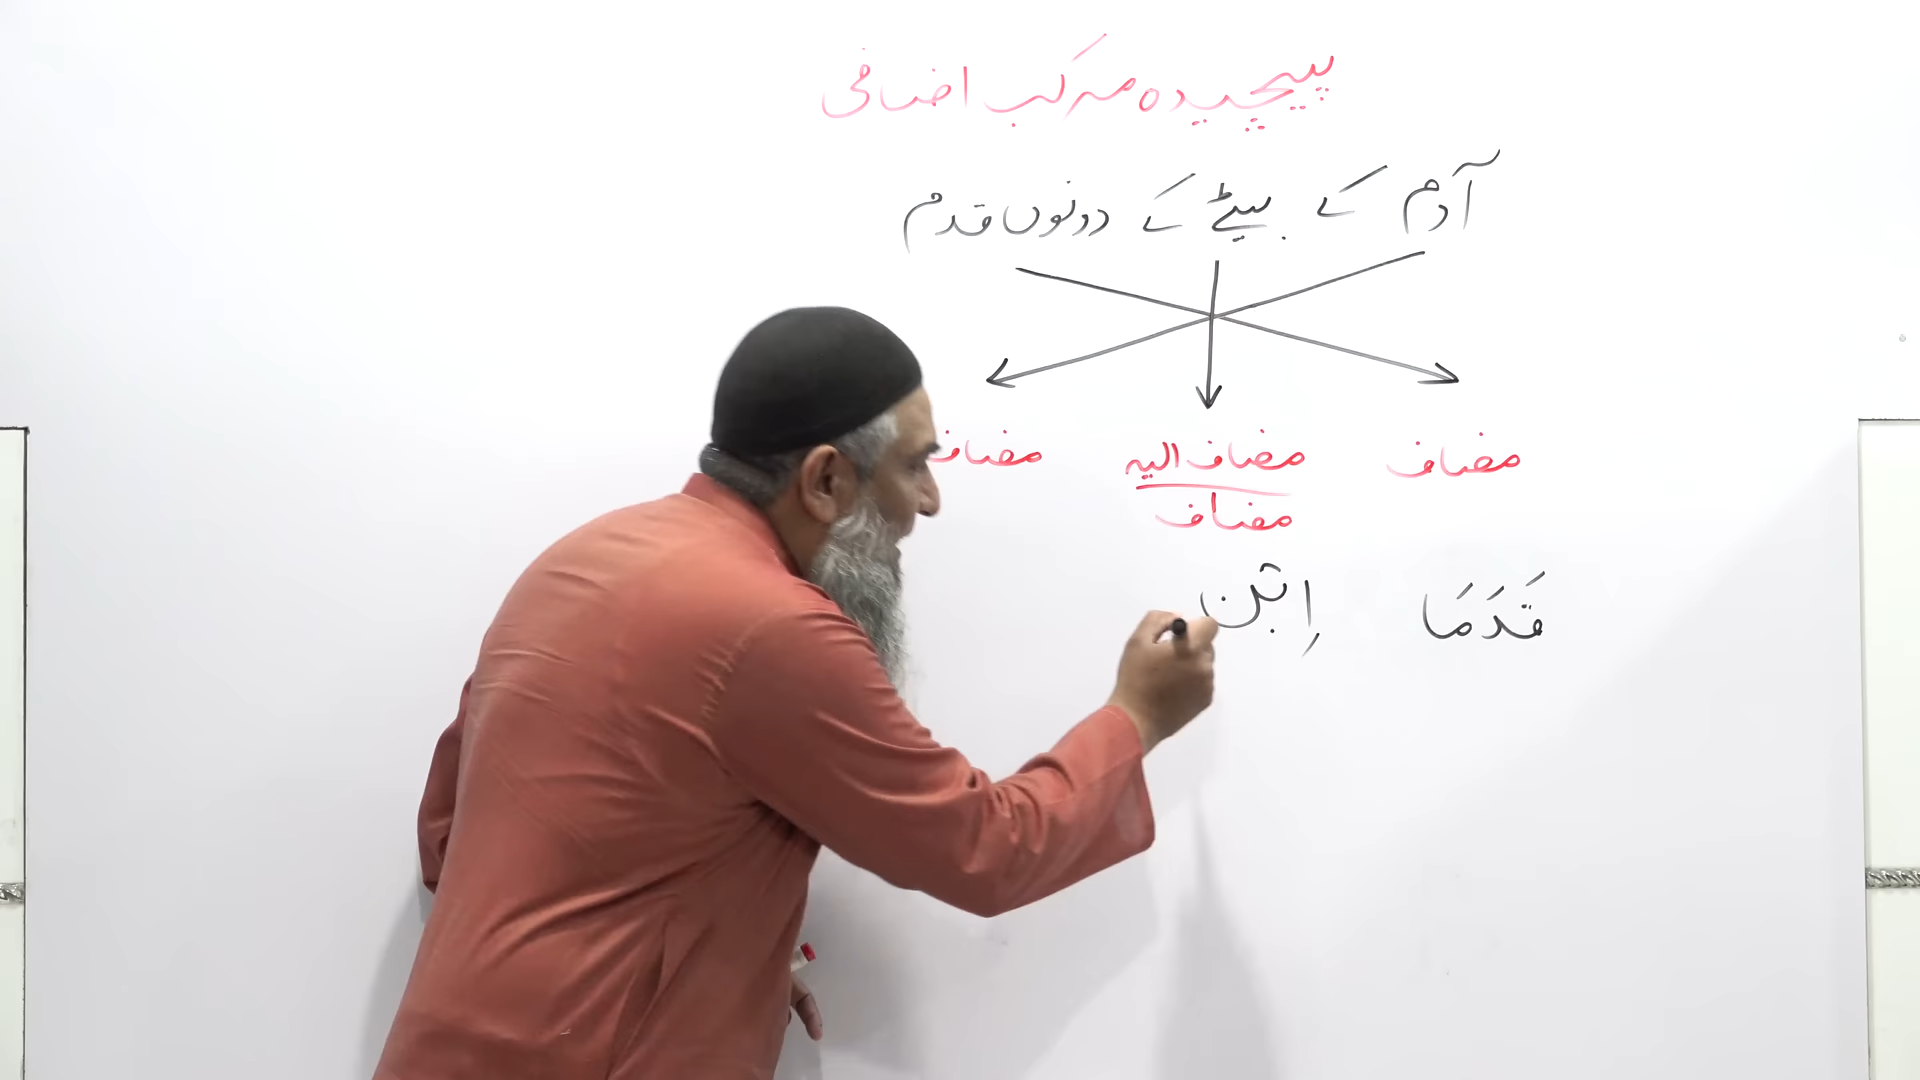 پیچیدہ مرکب اضافی
آدم کے بیٹے کے دونوں قدم
مضاف مضاف الیہ مضاف
مضاف
قَدَمَا اِبْن